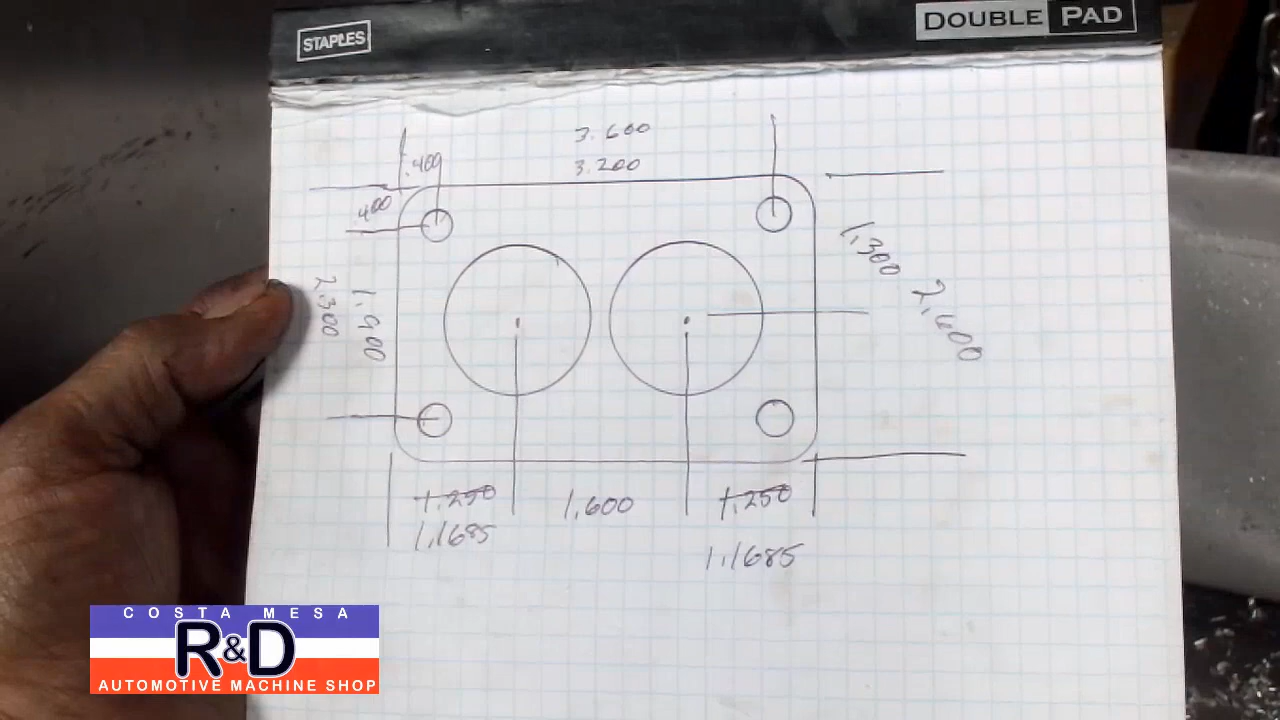 STAPLES
DOUBLE PAD
3.600
.400
3.200
.400
1.300
2.600
2.300
1.900
1.250
1.600
1.250
1.1685
1.1685
COSTA MESA
R&D
AUTOMOTIVE MACHINE SHOP